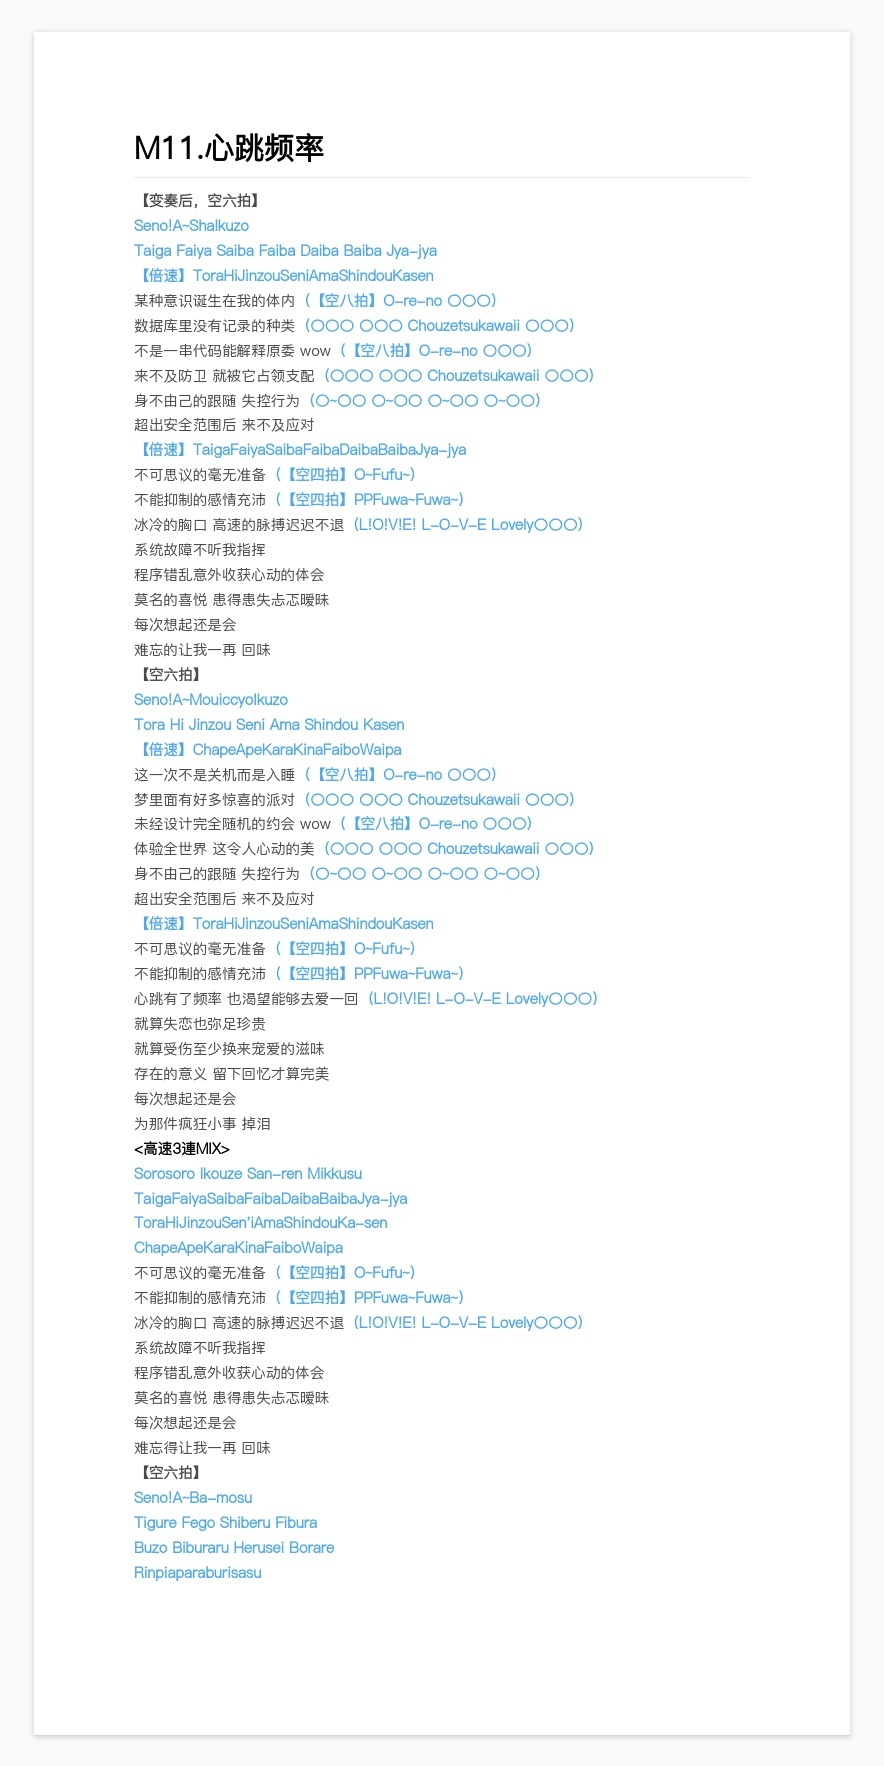 M11.心跳频率
【变奏后，空六拍】
Seno!A~ShaIkuzo
Taiga Faiya Saiba Faiba Daiba Baiba Jya-jya
【倍速】ToraHiJinzouSeniAmaShindouKasen
某种意识诞生在我的体内（【空八拍】O-re-no 〇〇〇）
数据库里没有记录的种类（〇〇〇 〇〇〇 Chouzetsukawaii 〇〇〇）
不是一串代码能解释原委 wow（【空八拍】O-re-no 〇〇〇）
来不及防卫 就被它占领支配（〇〇〇 〇〇〇 Chouzetsukawaii 〇〇〇）
身不由己的跟随 失控行为（〇~〇〇 〇~〇〇 〇~〇〇 〇~〇〇）
超出安全范围后 来不及应对
【倍速】TaigaFaiyaSaibaFaibaDaibaBaibaJya-jya
不可思议的毫无准备（【空四拍】O~Fufu~）
不能抑制的感情充沛（【空四拍】PPFuwa~Fuwa~）
冰冷的胸口 高速的脉搏迟迟不退（L!O!V!E! L-O-V-E Lovely〇〇〇）
系统故障不听我指挥
程序错乱意外收获心动的体会
莫名的喜悦 患得患失忐忑暧昧
每次想起还是会
难忘的让我一再 回味
【空六拍】
Seno!A~MouiccyoIkuzo
Tora Hi Jinzou Seni Ama Shindou Kasen
【倍速】ChapeApeKaraKinaFaiboWaipa
这一次不是关机而是入睡（【空八拍】O-re-no 〇〇〇）
梦里面有好多惊喜的派对（〇〇〇 〇〇〇 Chouzetsukawaii 〇〇〇）
未经设计完全随机的约会 wow（【空八拍】O-re-no 〇〇〇）
体验全世界 这令人心动的美（〇〇〇 〇〇〇 Chouzetsukawaii 〇〇〇）
身不由己的跟随 失控行为（〇~〇〇 〇~〇〇 〇~〇〇 〇~〇〇）
超出安全范围后 来不及应对
【倍速】ToraHiJinzouSeniAmaShindouKasen
不可思议的毫无准备（【空四拍】O~Fufu~）
不能抑制的感情充沛（【空四拍】PPFuwa~Fuwa~）
心跳有了频率 也渴望能够去爱一回（L!O!V!E! L-O-V-E Lovely〇〇〇）
就算失恋也弥足珍贵
就算受伤至少换来宠爱的滋味
存在的意义 留下回忆才算完美
每次想起还是会
为那件疯狂小事 掉泪
<高速3連MIX>
Sorosoro Ikouze San-ren Mikkusu
TaigaFaiyaSaibaFaibaDaibaBaibaJya-jya
ToraHiJinzouSen'iAmaShindouKa-sen
ChapeApeKaraKinaFaiboWaipa
不可思议的毫无准备（【空四拍】O~Fufu~）
不能抑制的感情充沛（【空四拍】PPFuwa~Fuwa~）
冰冷的胸口 高速的脉搏迟迟不退（L!O!V!E! L-O-V-E Lovely〇〇〇）
系统故障不听我指挥
程序错乱意外收获心动的体会
莫名的喜悦 患得患失忐忑暧昧
每次想起还是会
难忘得让我一再 回味
【空六拍】
Seno!A~Ba-mosu
Tigure Fego Shiberu Fibura
Buzo Biburaru Herusei Borare
Rinpiaparaburisasu